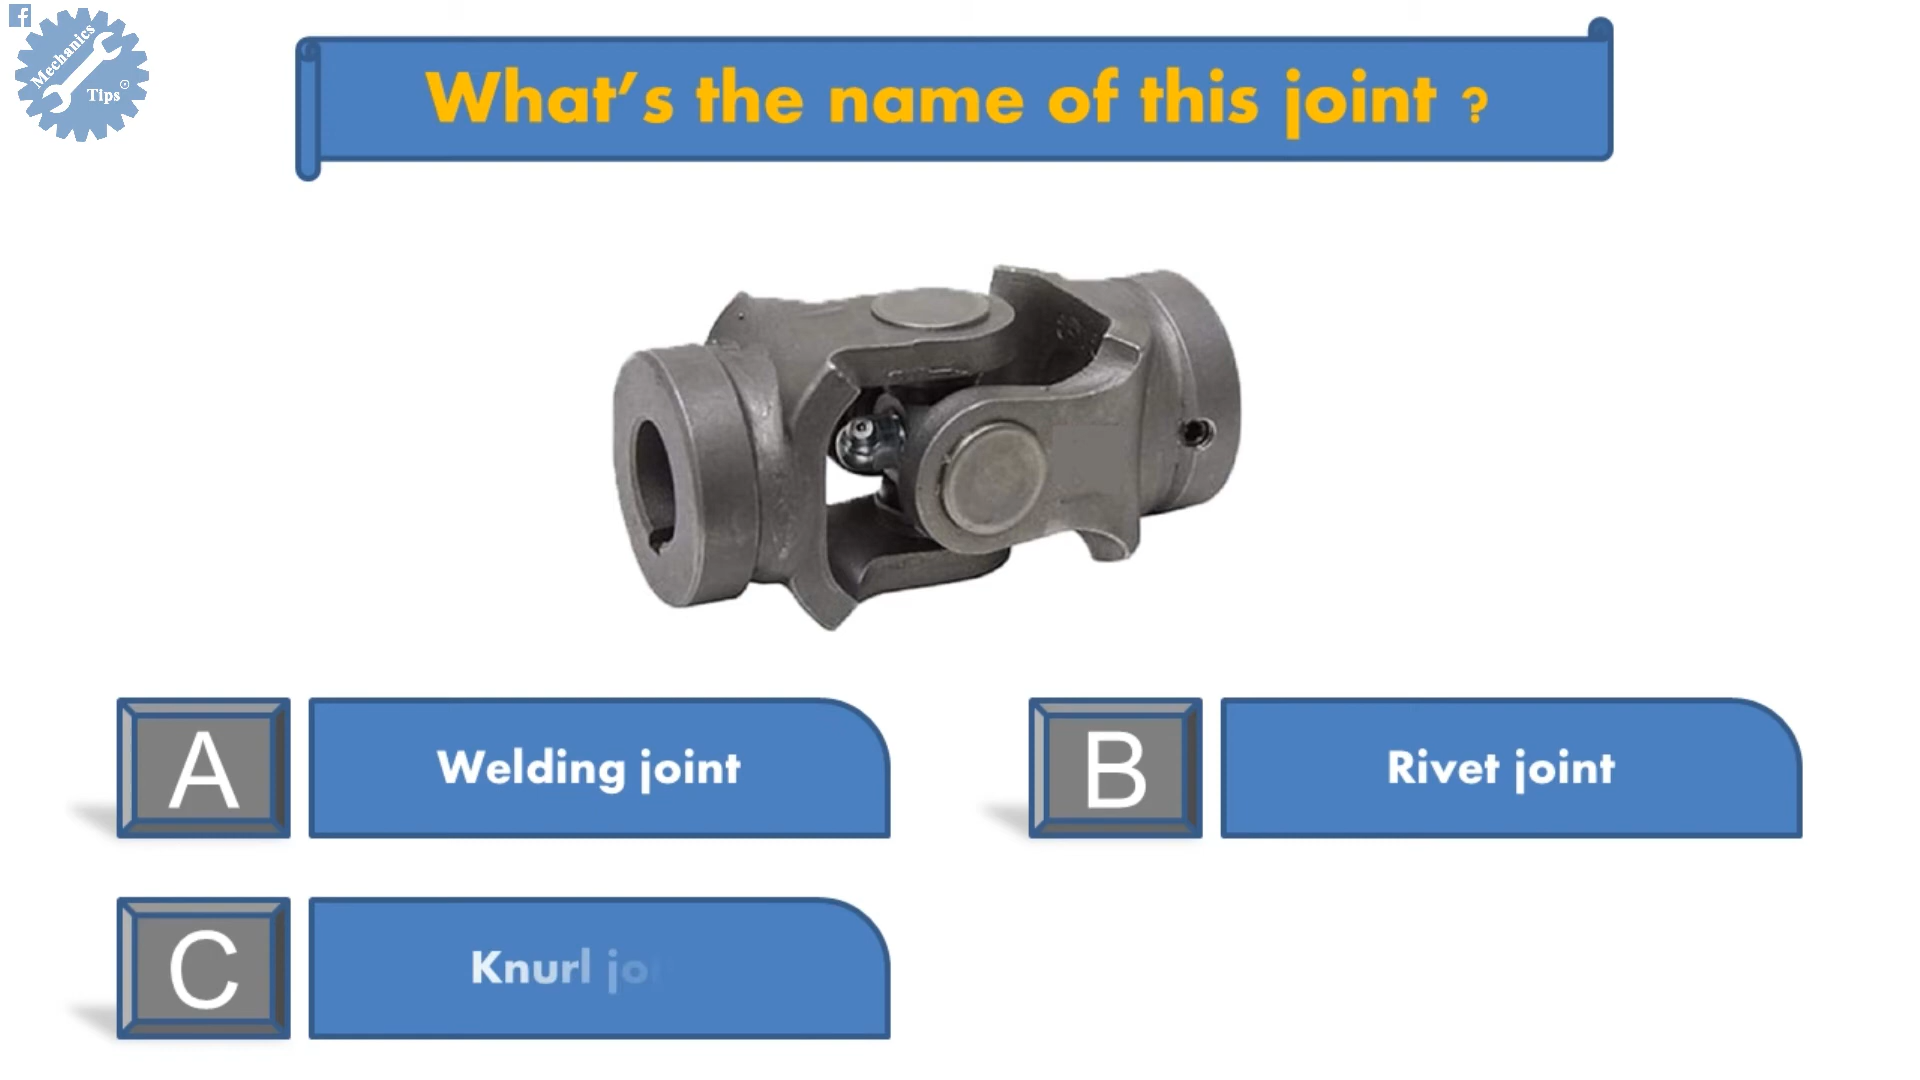 f
Mechanics
Tips
What's the name of this joint ?
A
Welding joint
B
Rivet joint
C
Knurl